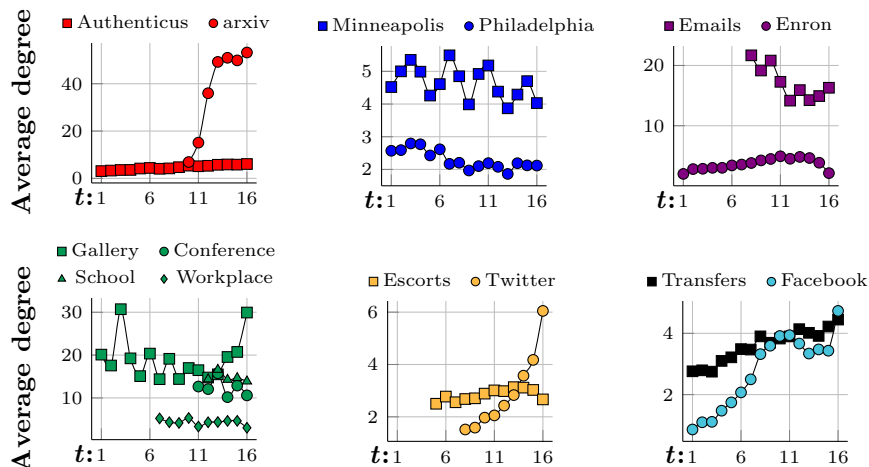 Authenticus arxiv
Minneapolis Philadelphia
Emails Enron
Average degree
40
20
0
t: 1 6 11 16
5
4
3
2
t: 1 6 11 16
20
10
t: 1 6 11 16
Gallery Conference
School Workplace
Escorts Twitter
Transfers Facebook
Average degree
30
20
10
t: 1 6 11 16
6
4
2
t: 1 6 11 16
4
2
t: 1 6 11 16